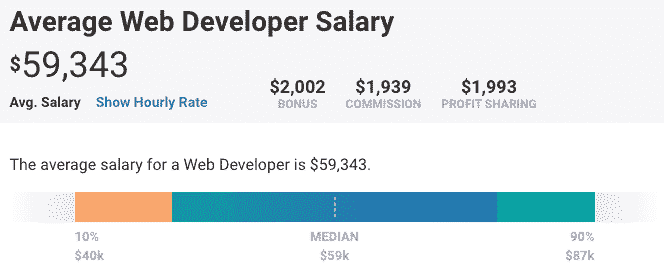 Average Web Developer Salary
$59,343
Avg. Salary Show Hourly Rate
$2,002 $1,939 $1,993
BONUS COMMISSION PROFIT SHARING
The average salary for a Web Developer is $59,343.
10% MEDIAN 90%
$40k $59k $87k